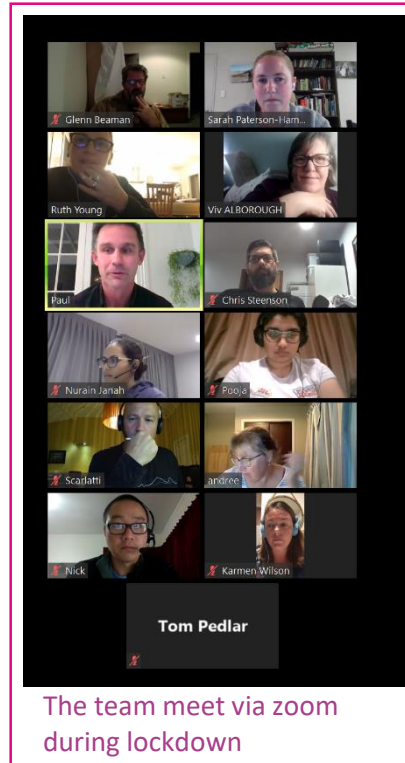 Glenn Beaman
Sarah Paterson-Ham...
Ruth Young
Viv ALBOROUGH
Paul
Chris Steenson
Nurain Janah
Pooja
Scarlatti
andree
Nick
Karmen Wilson
Tom Pedlar
The team meet via zoom
during lockdown